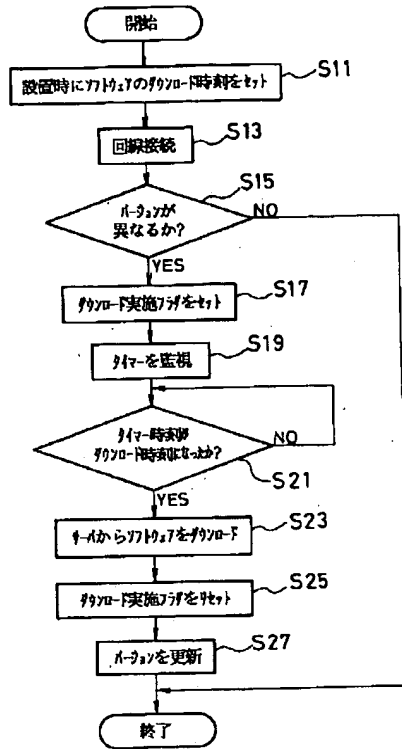 開始
設置時にソフトウェアのダウンロード時刻をセット
S11
回線接続
S13
バージョンが
異なるか?
S15
NO
YES
ダウンロード実施フラグをセット
S17
タイマーを監視
S19
タイマー時刻が
ダウンロード時刻になったか?
NO
S21
YES
サーバからソフトウェアをダウンロード
S23
ダウンロード実施フラグをリセット
S25
バージョンを更新
S27
終了